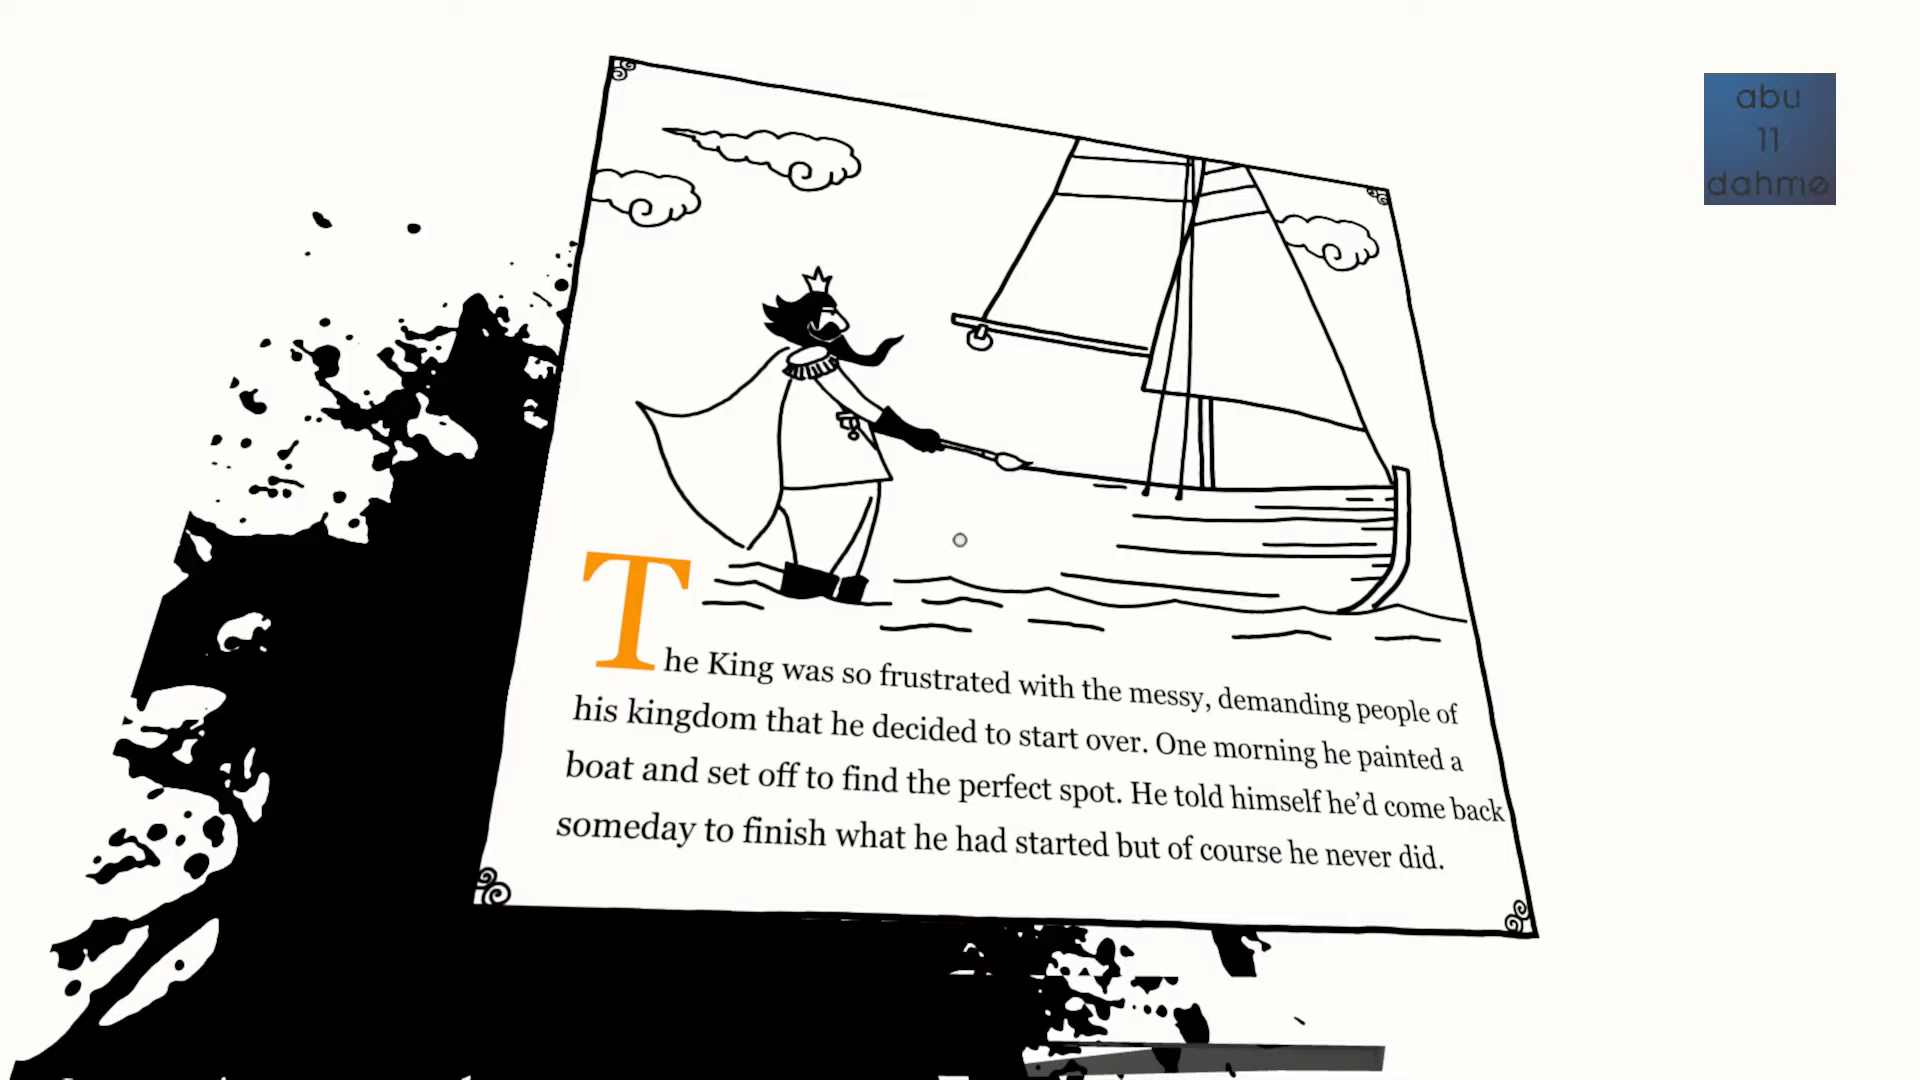 abu
11
dahmo
The King was so frustrated with the messy, demanding people of
his kingdom that he decided to start over. One morning he painted a
boat and set off to find the perfect spot. He told himself he'd come back
someday to finish what he had started but of course he never did.